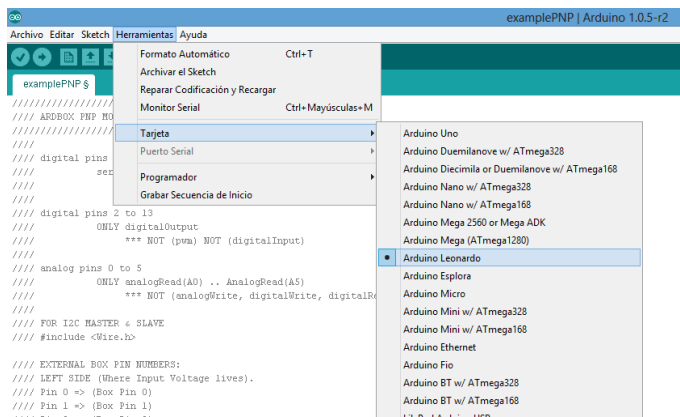 examplePNP | Arduino 1.0.5-r2
Archivo Editar Sketch Herramientas Ayuda
Formato Automático Ctrl+T
Archivar el Sketch
Reparar Codificación y Recargar
Monitor Serial Ctrl+Mayúsculas+M
Tarjeta
Puerto Serial
Programador
Grabar Secuencia de Inicio
Arduino Uno
Arduino Duemilanove w/ ATmega328
Arduino Diecimila or Duemilanove w/ ATmega168
Arduino Nano w/ ATmega328
Arduino Nano w/ ATmega168
Arduino Mega 2560 or Mega ADK
Arduino Mega (ATmega1280)
Arduino Leonardo
Arduino Esplora
Arduino Micro
Arduino Mini w/ ATmega328
Arduino Mini w/ ATmega168
Arduino Ethernet
Arduino Fio
Arduino BT w/ ATmega328
Arduino BT w/ ATmega168
examplePNP §
//////////////////
//// ARDBOX PNP MO
//////////////////
////
//// digital pins
//// ser
////
////
//// digital pins 2 to 13
//// ONLY digitalOutput
//// *** NOT (pwm) NOT (digitalInput)
////
//// analog pins 0 to 5
//// ONLY analogRead(A0) .. AnalogRead(A5)
//// *** NOT (analogWrite, digitalWrite, digitalRe
////
//// FOR I2C MASTER & SLAVE
//// #include <Wire.h>
//// EXTERNAL BOX PIN NUMBERS:
//// LEFT SIDE (Where Input Voltage lives).
//// Pin 0 => (Box Pin 0)
//// Pin 1 => (Box Pin 1)